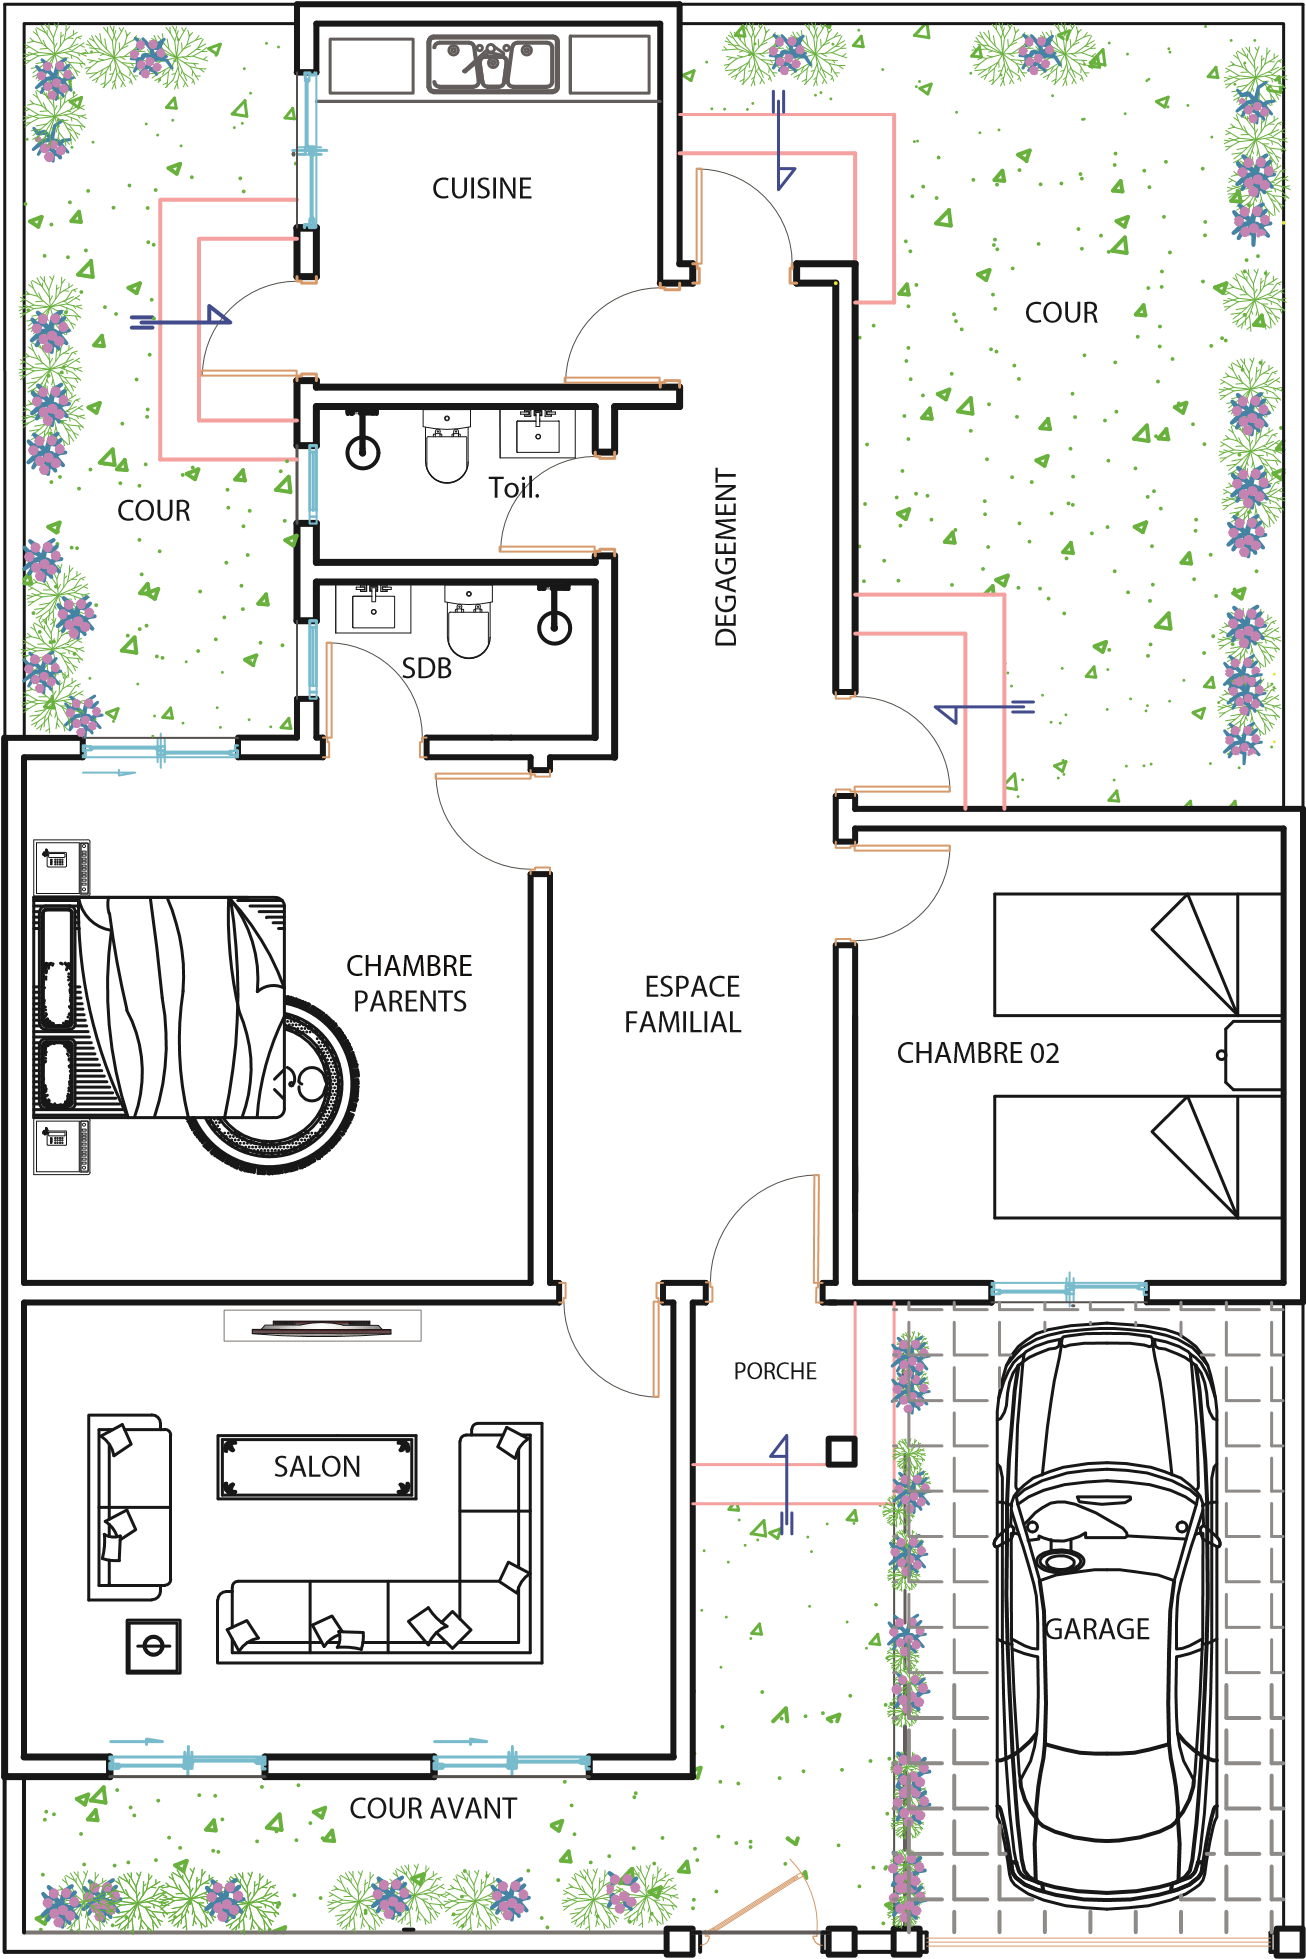 CUISINE
COUR
COUR
Toil.
DEGAGEMENT
SDB
CHAMBRE
PARENTS
ESPACE
FAMILIAL
CHAMBRE 02
PORCHE
SALON
GARAGE
COUR AVANT